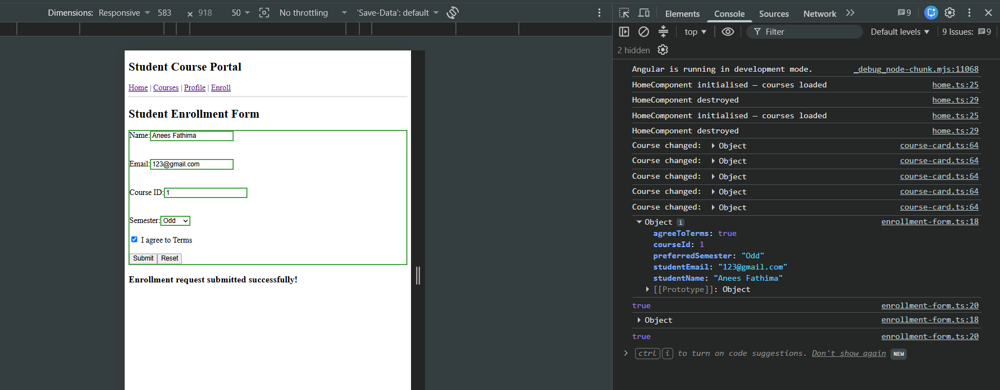 Dimensions: Responsive 583 × 918 50 No throttling 'Save-Data': default
Elements Console Sources Network 9
top Filter Default levels 9 Issues: 9
2 hidden
Student Course Portal
Home | Courses | Profile | Enroll
Student Enrollment Form
Name: Anees Fathima
Email: 123@gmail.com
Course ID: 1
Semester: Odd
I agree to Terms
Submit Reset
Enrollment request submitted successfully!
Angular is running in development mode. _debug_node-chunk.mjs:11068
HomeComponent initialised — courses loaded home.ts:25
HomeComponent destroyed home.ts:29
HomeComponent initialised — courses loaded home.ts:25
HomeComponent destroyed home.ts:29
Course changed: Object course-card.ts:64
Course changed: Object course-card.ts:64
Course changed: Object course-card.ts:64
Course changed: Object course-card.ts:64
Course changed: Object course-card.ts:64
Object i enrollment-form.ts:18
agreeToTerms: true
courseId: 1
preferredSemester: "Odd"
studentEmail: "123@gmail.com"
studentName: "Anees Fathima"
[[Prototype]]: Object
true enrollment-form.ts:20
Object enrollment-form.ts:18
true enrollment-form.ts:20
ctrl i to turn on code suggestions. Don't show again NEW